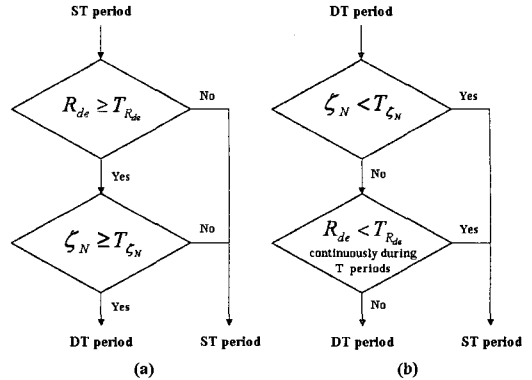 ST period
R_de ≥ T_R_de
No
Yes
ζ_N ≥ T_ζ_N
No
Yes
DT period
ST period
(a)
DT period
ζ_N < T_ζ_N
Yes
No
R_de < T_R_de
continuously during
T periods
Yes
No
DT period
ST period
(b)